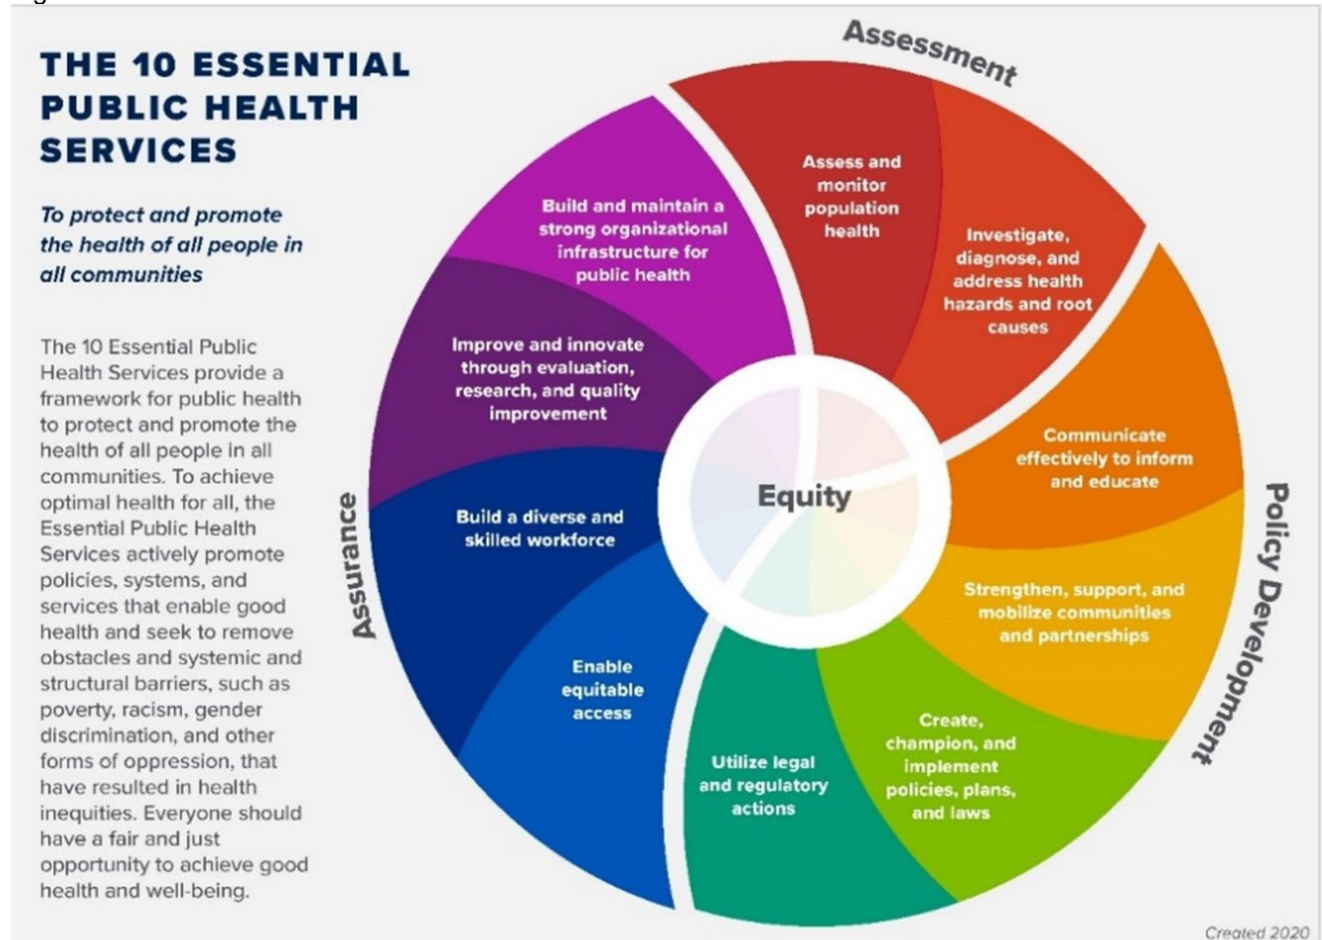 THE 10 ESSENTIAL
PUBLIC HEALTH
SERVICES
To protect and promote
the health of all people in
all communities
The 10 Essential Public
Health Services provide a
framework for public health
to protect and promote the
health of all people in all
communities. To achieve
optimal health for all, the
Essential Public Health
Services actively promote
policies, systems, and
services that enable good
health and seek to remove
obstacles and systemic and
structural barriers, such as
poverty, racism, gender
discrimination, and other
forms of oppression, that
have resulted in health
inequities. Everyone should
have a fair and just
opportunity to achieve good
health and well-being.
Assessment
Assess and
monitor
population
health
Investigate,
diagnose, and
address health
hazards and root
causes
Policy Development
Communicate
effectively to inform
and educate
Strengthen, support, and
mobilize communities
and partnerships
Create,
champion, and
implement
policies, plans,
and laws
Utilize legal
and regulatory
actions
Assurance
Enable
equitable
access
Build a diverse and
skilled workforce
Improve and innovate
through evaluation,
research, and quality
improvement
Build and maintain a
strong organizational
infrastructure for
public health
Equity
Created 2020